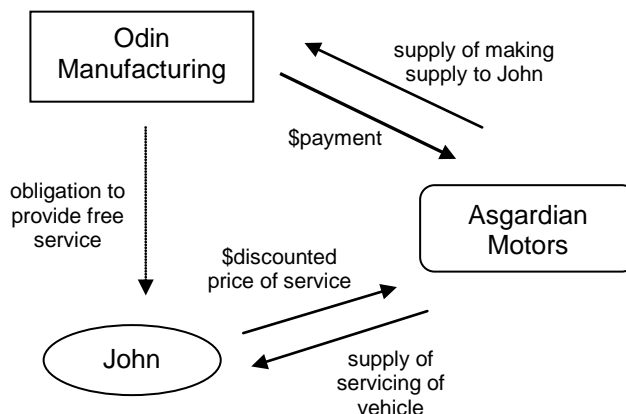 Odin
Manufacturing
supply of making
supply to John
$payment
obligation to
provide free
service
Asgardian
Motors
$discounted
price of service
John
supply of
servicing of
vehicle